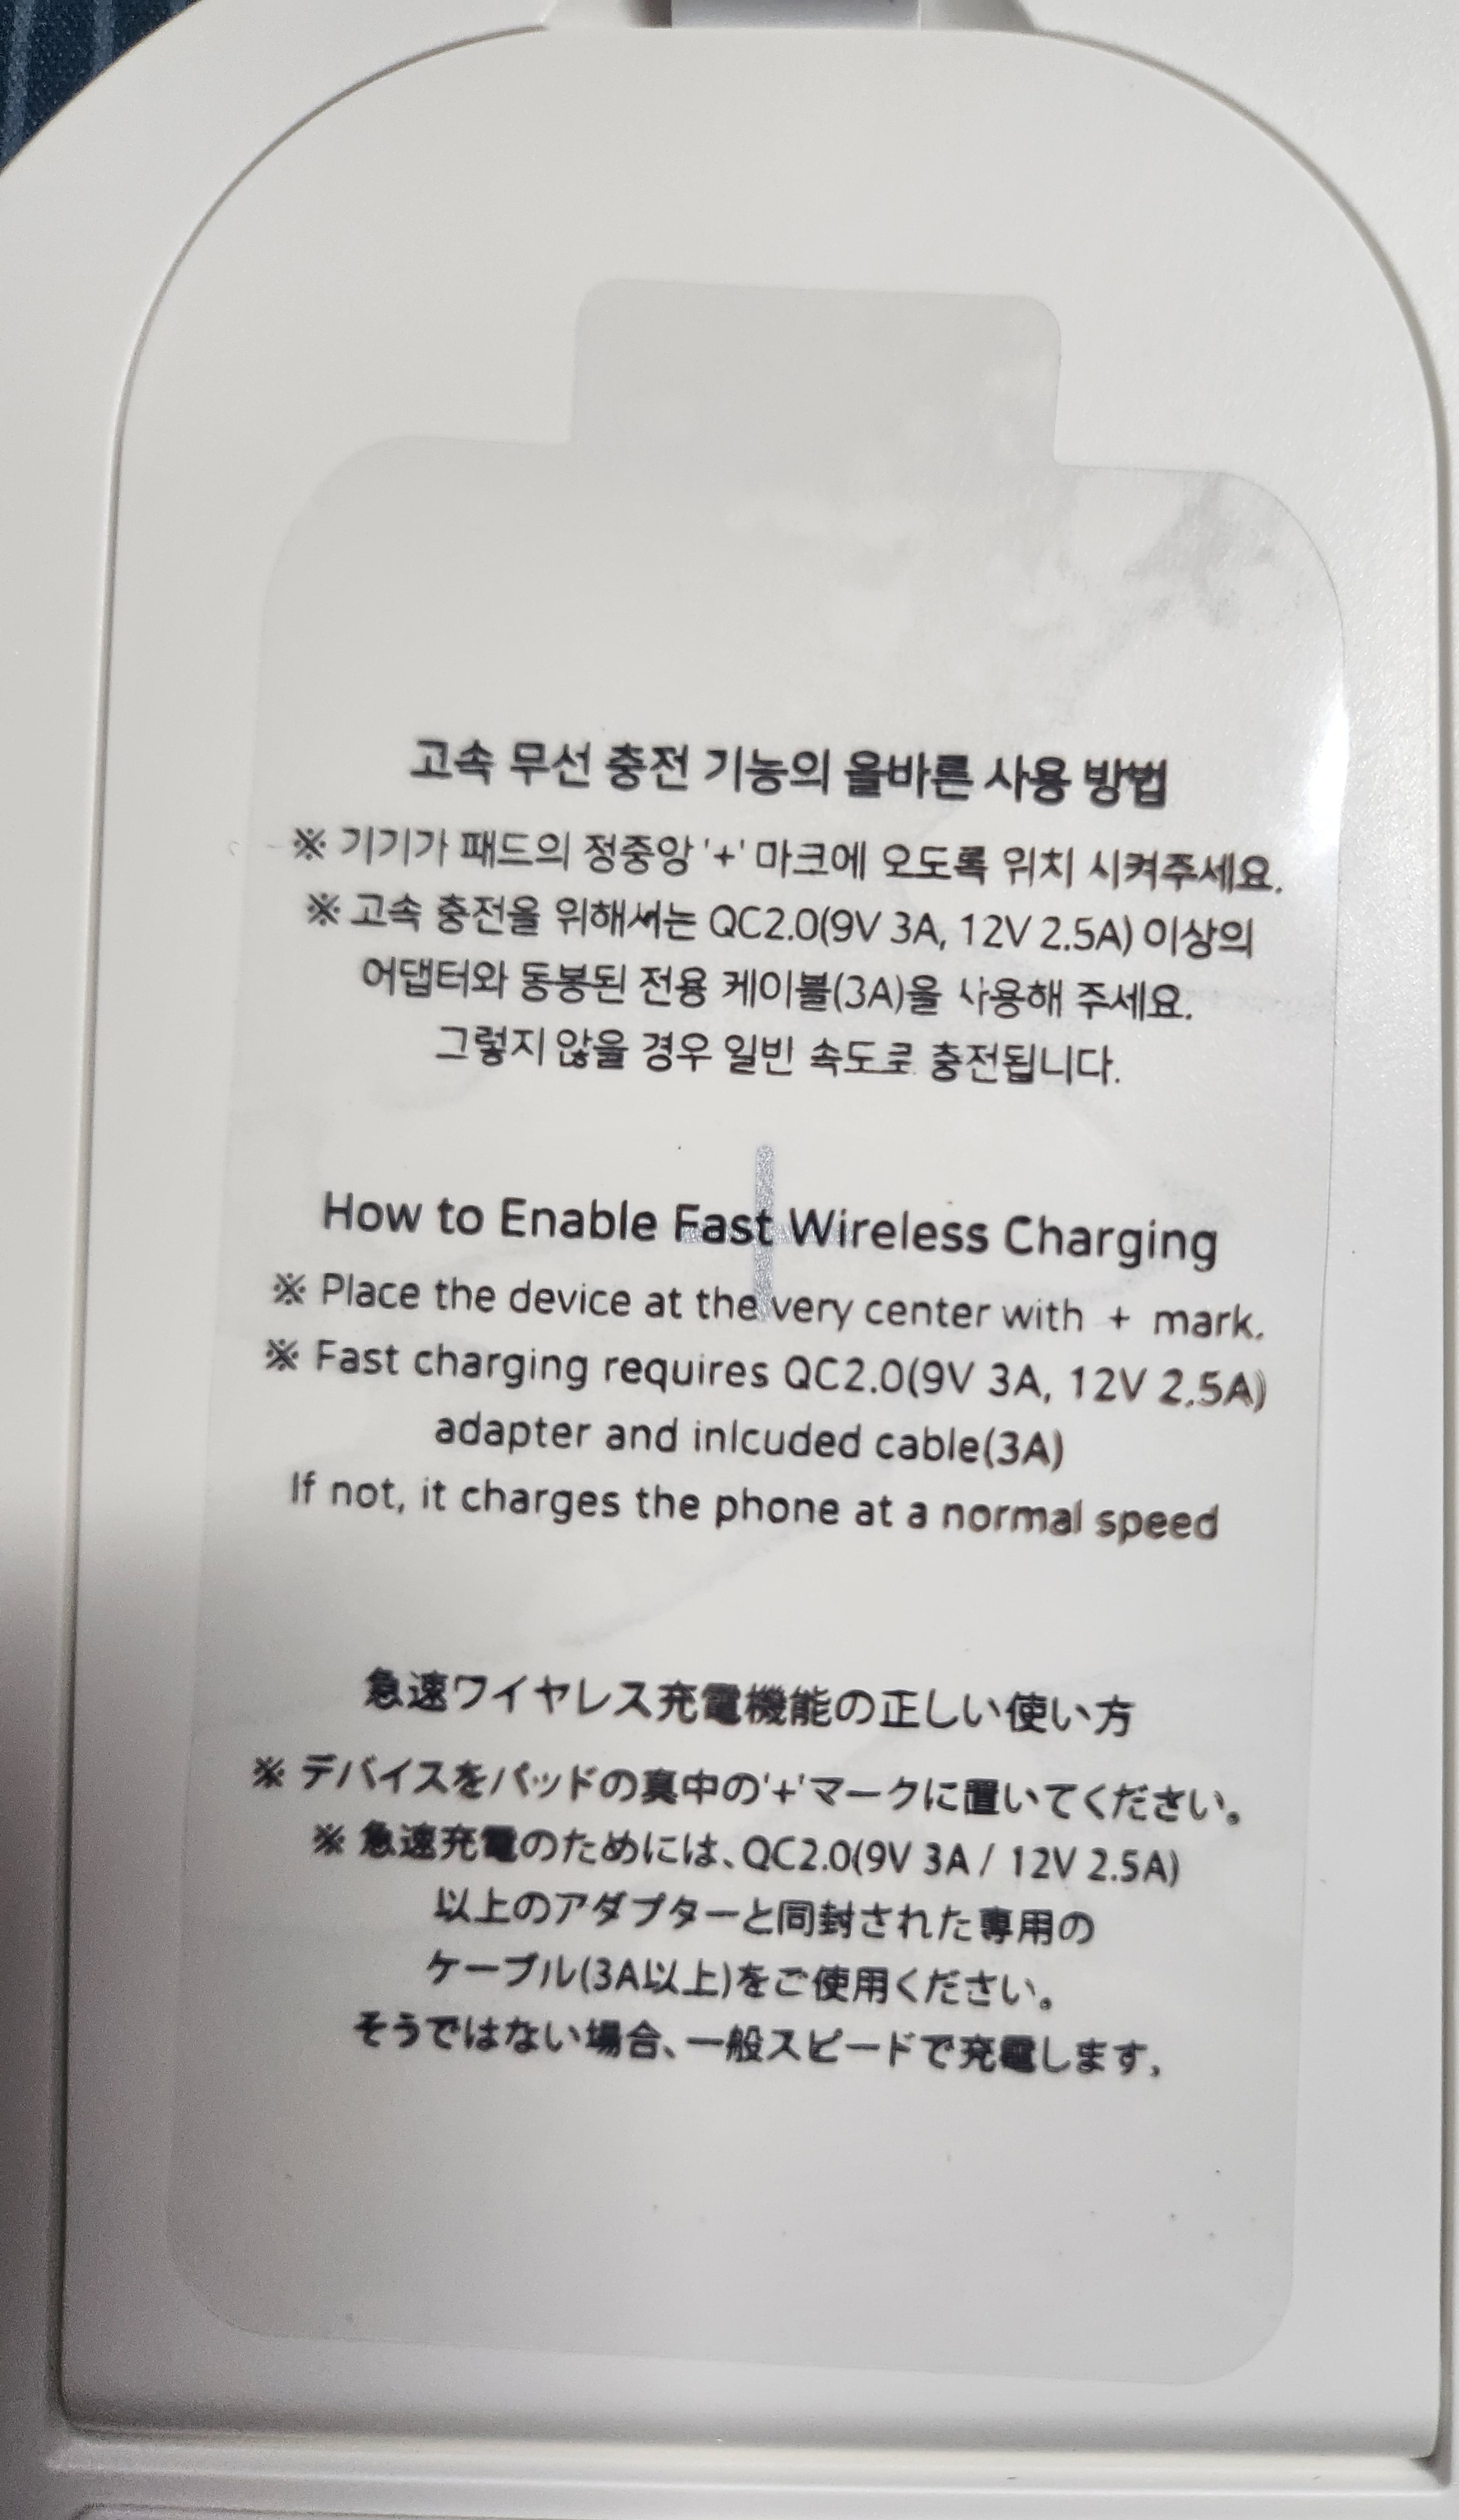 고속 무선 충전 기능의 올바른 사용 방법
※ 기기가 패드의 정중앙 '+' 마크에 오도록 위치 시켜주세요.
※ 고속 충전을 위해서는 QC2.0(9V 3A, 12V 2.5A) 이상의
어댑터와 동봉된 전용 케이블(3A)을 사용해 주세요.
그렇지 않을 경우 일반 속도로 충전됩니다.
How to Enable Fast Wireless Charging
※ Place the device at the very center with + mark.
※ Fast charging requires QC2.0(9V 3A, 12V 2.5A)
adapter and inlcuded cable(3A)
If not, it charges the phone at a normal speed
急速ワイヤレス充電機能の正しい使い方
※ デバイスをパッドの真中の'+'マークに置いてください。
※ 急速充電のためには、QC2.0(9V 3A / 12V 2.5A)
以上のアダプターと同封された専用の
ケーブル(3A以上)をご使用ください。
そうではない場合、一般スピードで充電します。